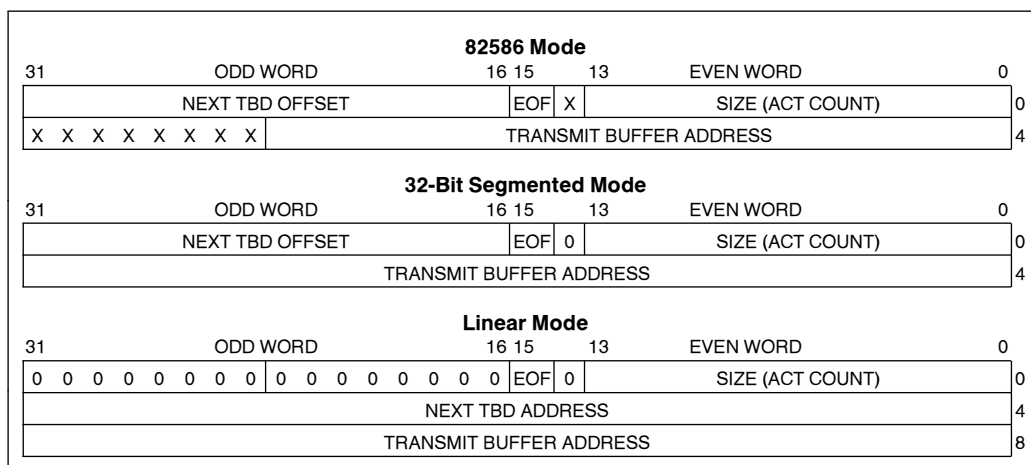 82586 Mode
31 ODD WORD 16 15 13 EVEN WORD 0
NEXT TBD OFFSET EOF X SIZE (ACT COUNT) 0
X X X X X X X X TRANSMIT BUFFER ADDRESS 4
32-Bit Segmented Mode
31 ODD WORD 16 15 13 EVEN WORD 0
NEXT TBD OFFSET EOF 0 SIZE (ACT COUNT) 0
TRANSMIT BUFFER ADDRESS 4
Linear Mode
31 ODD WORD 16 15 13 EVEN WORD 0
0 0 0 0 0 0 0 0 0 0 0 0 0 0 0 0 EOF 0 SIZE (ACT COUNT) 0
NEXT TBD ADDRESS 4
TRANSMIT BUFFER ADDRESS 8